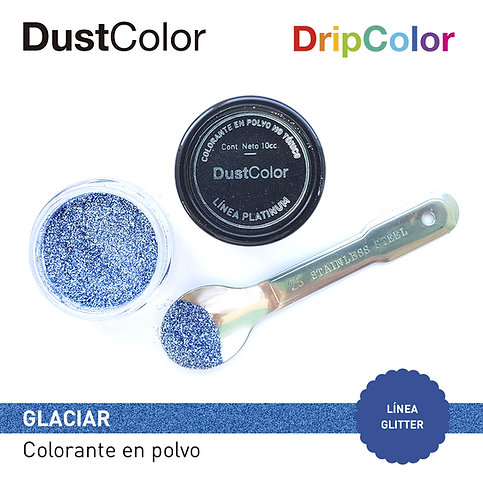 DustColor
DripColor
COLORANTE EN POLVO NO TÓXICO
Cont. Neto 10cc.
DustColor
LÍNEA PLATINUM
25 STAINLESS STEEL
GLACIAR
LÍNEA
GLITTER
Colorante en polvo